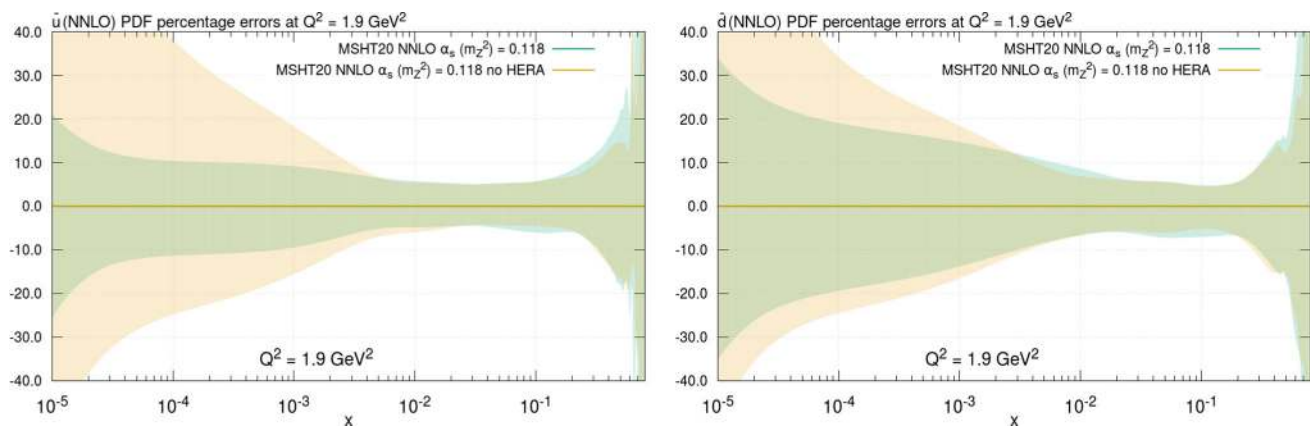 ū(NNLO) PDF percentage errors at Q² = 1.9 GeV²
MSHT20 NNLO αₛ (m_Z²) = 0.118
MSHT20 NNLO αₛ (m_Z²) = 0.118 no HERA
40.0
30.0
20.0
10.0
0.0
-10.0
-20.0
-30.0
-40.0
Q² = 1.9 GeV²
10⁻⁵
10⁻⁴
10⁻³
10⁻²
10⁻¹
x
d̄(NNLO) PDF percentage errors at Q² = 1.9 GeV²
MSHT20 NNLO αₛ (m_Z²) = 0.118
MSHT20 NNLO αₛ (m_Z²) = 0.118 no HERA
40.0
30.0
20.0
10.0
0.0
-10.0
-20.0
-30.0
-40.0
Q² = 1.9 GeV²
10⁻⁵
10⁻⁴
10⁻³
10⁻²
10⁻¹
x